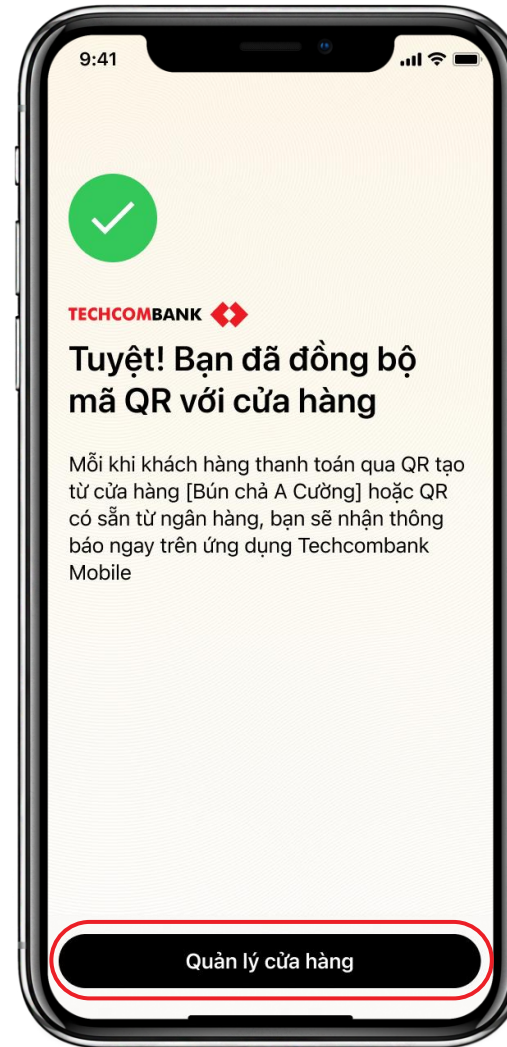 9:41
TECHCOMBANK
Tuyệt! Bạn đã đồng bộ
mã QR với cửa hàng
Mỗi khi khách hàng thanh toán qua QR tạo
từ cửa hàng [Bún chả A Cường] hoặc QR
có sẵn từ ngân hàng, bạn sẽ nhận thông
báo ngay trên ứng dụng Techcombank
Mobile
Quản lý cửa hàng